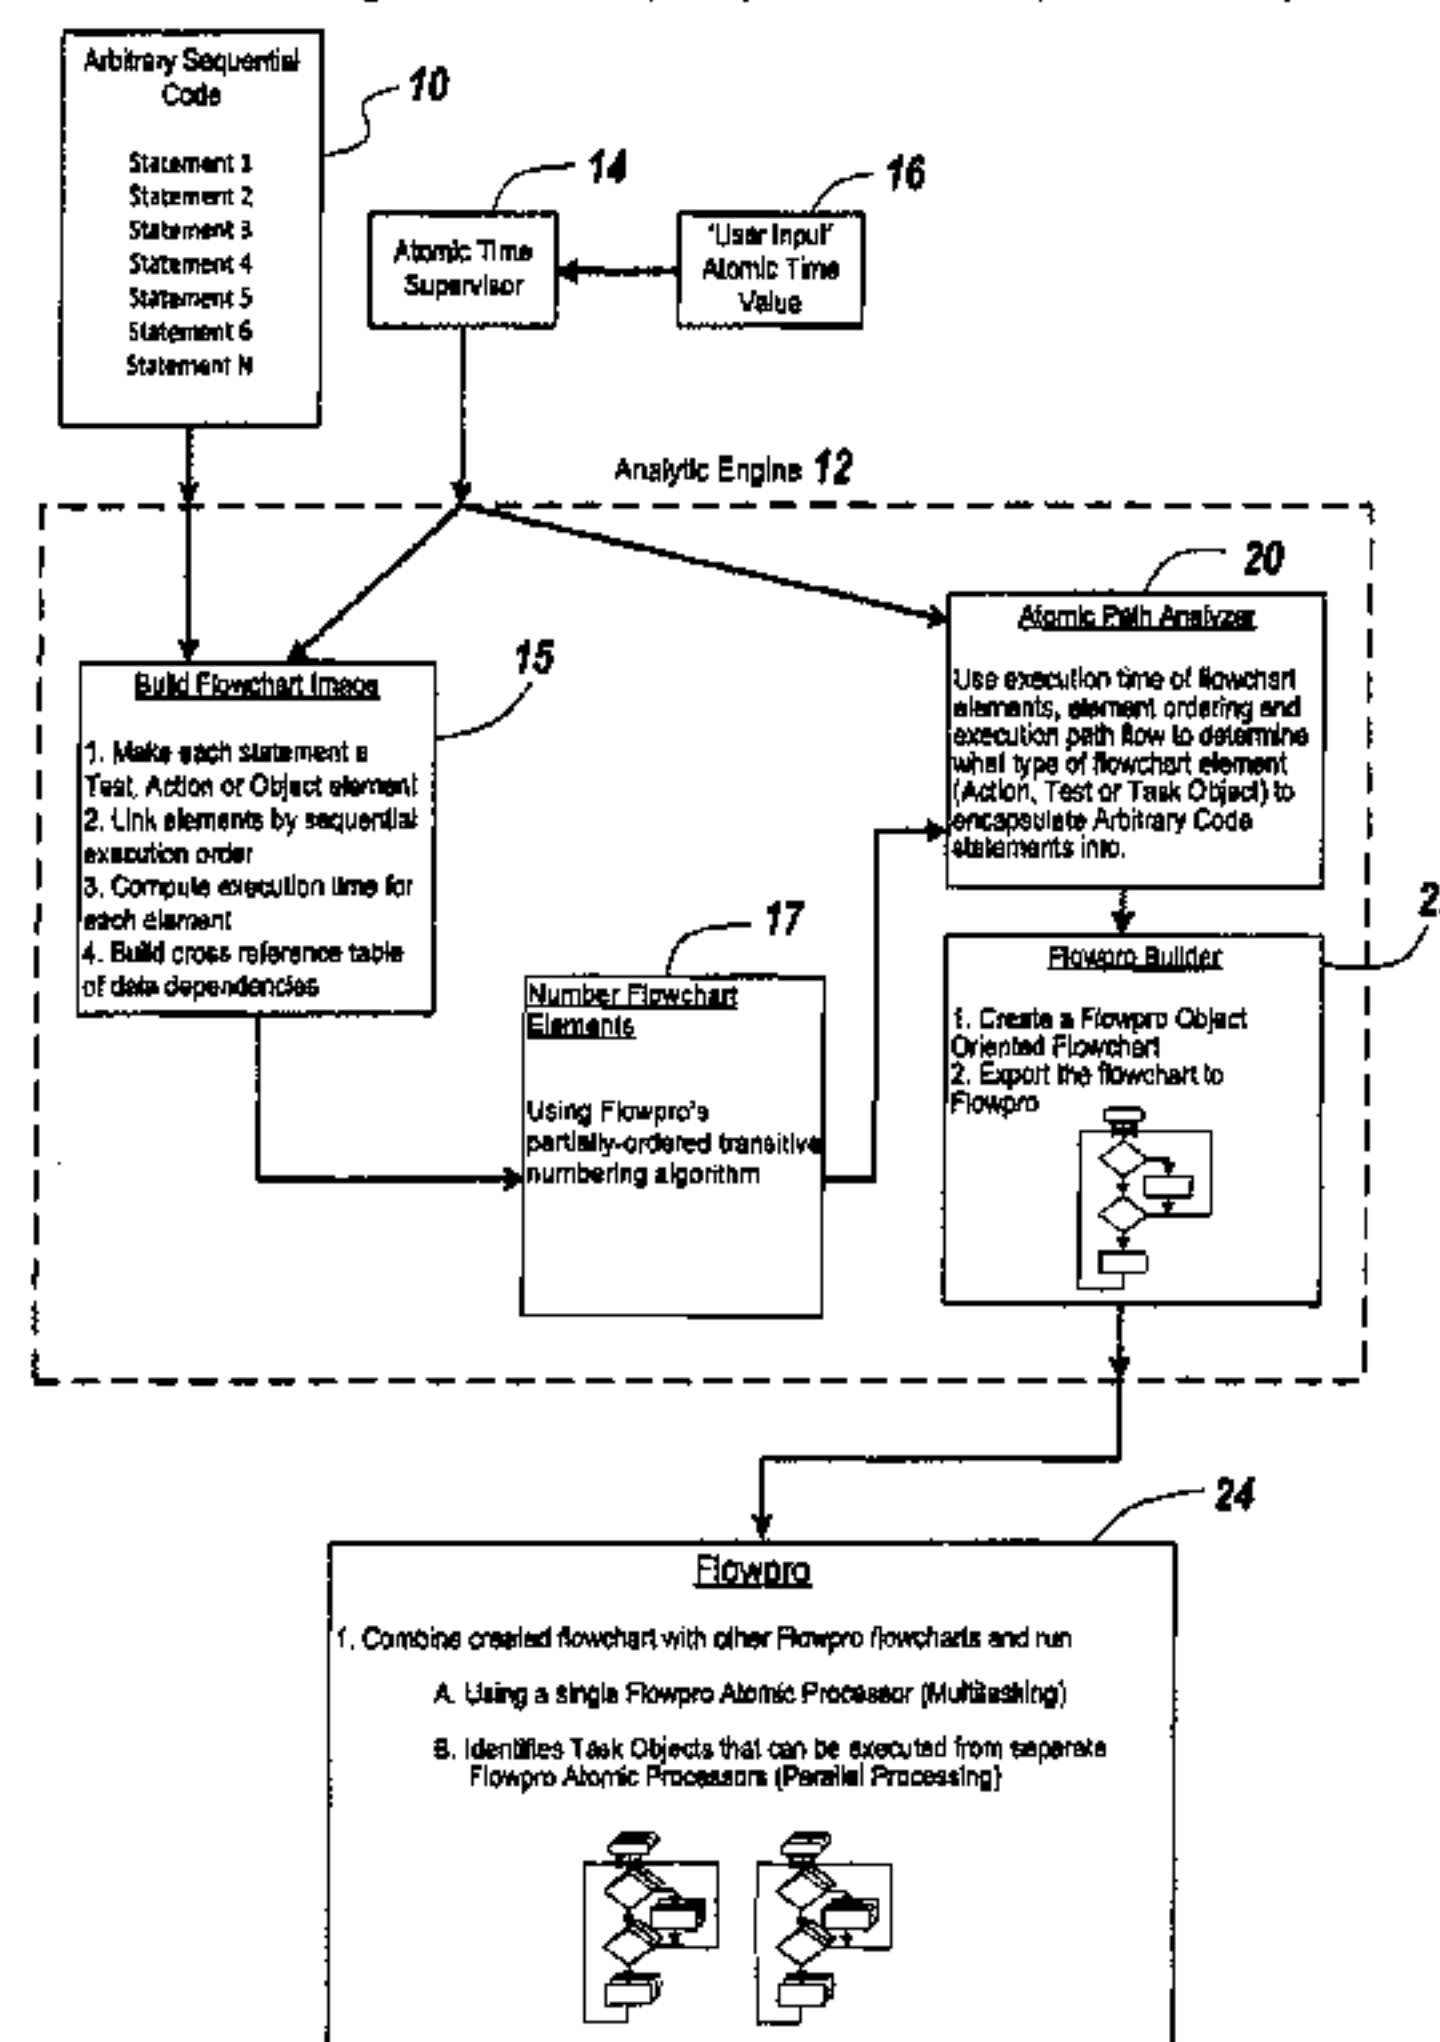 Arbitrary Sequential
Code
10
Statement 1
Statement 2
Statement 3
Statement 4
Statement 5
Statement 6
Statement N
14
Atomic Time
Supervisor
16
'User Input'
Atomic Time
Value
Analytic Engine 12
15
Build Flowchart Image
1. Make each statement a
Test, Action or Object element
2. Link elements by sequential
execution order
3. Compute execution time for
each element
4. Build cross reference table
of data dependencies
17
Number Flowchart
Elements
Using Flowpro's
partially-ordered transitive
numbering algorithm
20
Atomic Path Analyzer
Use execution time of flowchart
elements, element ordering and
execution path flow to determine
what type of flowchart element
(Action, Test or Task Object) to
encapsulate Arbitrary Code
statements into.
Flowpro Builder
1. Create a Flowpro Object
Oriented Flowchart
2. Export the flowchart to
Flowpro
24
Flowpro
1. Combine created flowchart with other Flowpro flowcharts and run
A. Using a single Flowpro Atomic Processor (Multitasking)
B. Identifies Task Objects that can be executed from separate
Flowpro Atomic Processors (Parallel Processing)